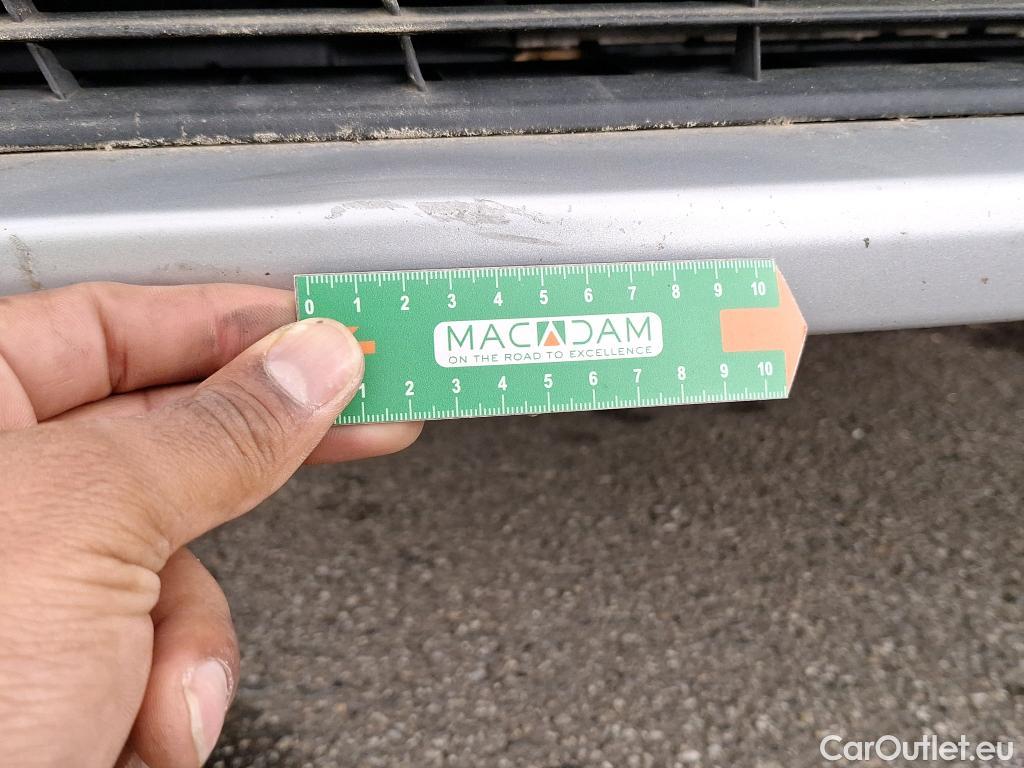 0 1 2 3 4 5 6 7 8 9 10
MACADAM
ON THE ROAD TO EXCELLENCE
1 2 3 4 5 6 7 8 9 10
CarOutlet.eu